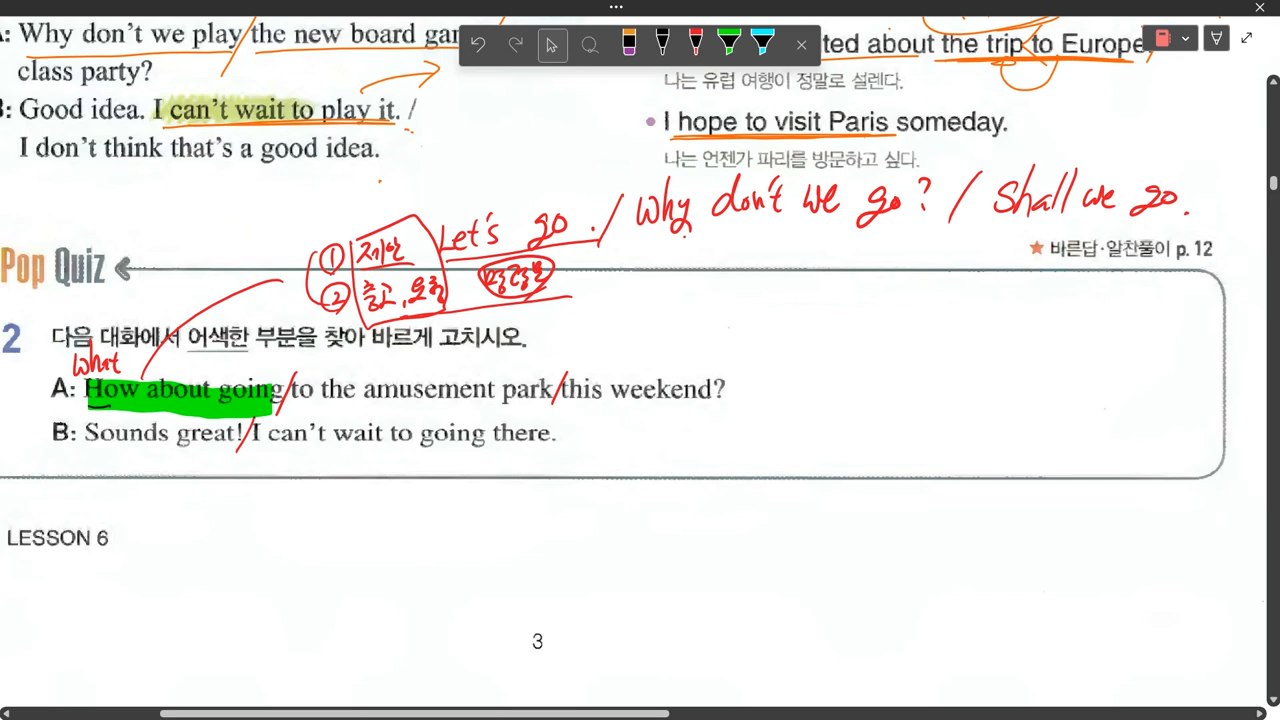 A: Why don't we play the new board gam
class party?
B: Good idea. I can't wait to play it. /
I don't think that's a good idea.
ted about the trip to Europe.
나는 유럽 여행이 정말로 설렌다.
• I hope to visit Paris someday.
나는 언젠가 파리를 방문하고 싶다.
Let's go. / Why don't we go? / Shall we go.
① 제안
② 충고, 요청
명령문
★ 바른답·알찬풀이 p. 12
Pop Quiz
2 다음 대화에서 어색한 부분을 찾아 바르게 고치시오.
What
A: How about going/to the amusement park/this weekend?
B: Sounds great!/I can't wait to going there.
LESSON 6
3